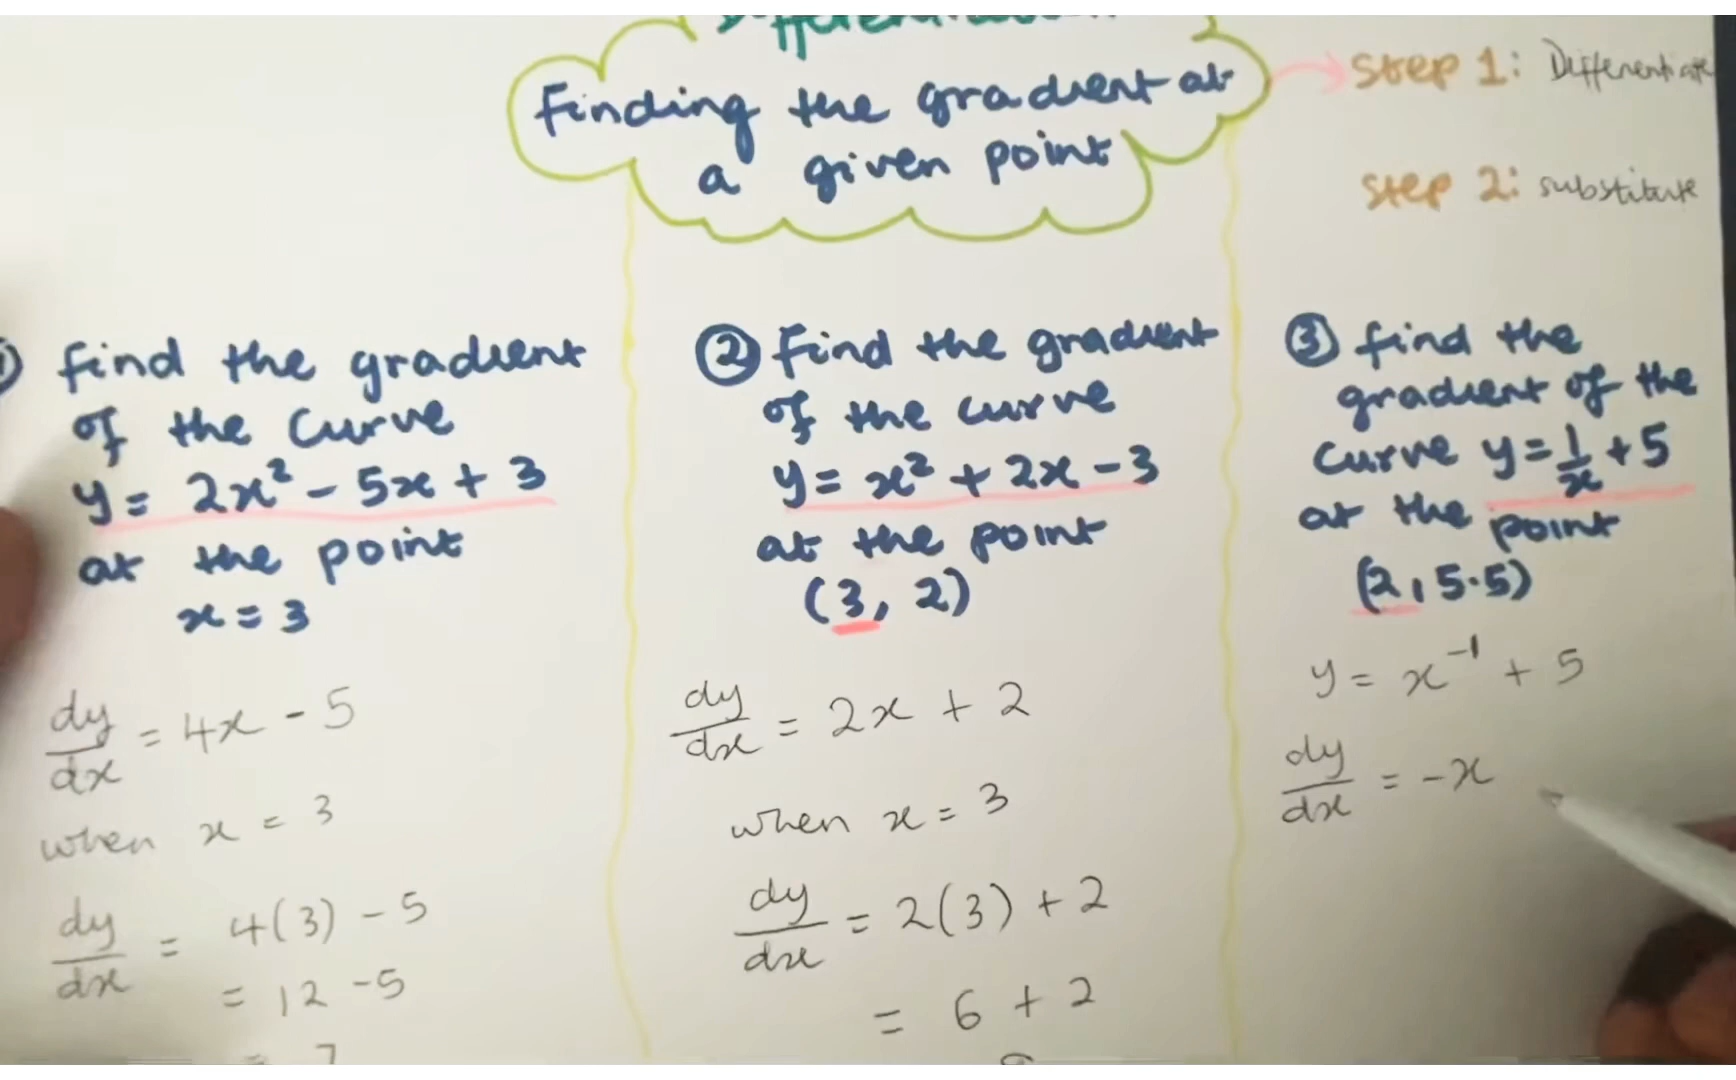 Differentiation
Finding the gradient at
a given point
Step 1: Differentiate
Step 2: substitute
① find the gradient
of the curve
y = 2x² - 5x + 3
at the point
x = 3
dy/dx = 4x - 5
when x = 3
dy/dx = 4(3) - 5
= 12 - 5
= 7
② Find the gradient
of the curve
y = x² + 2x - 3
at the point
(3, 2)
dy/dx = 2x + 2
when x = 3
dy/dx = 2(3) + 2
= 6 + 2
③ find the
gradient of the
curve y = 1/x + 5
at the point
(2, 5.5)
y = x⁻¹ + 5
dy/dx = -x